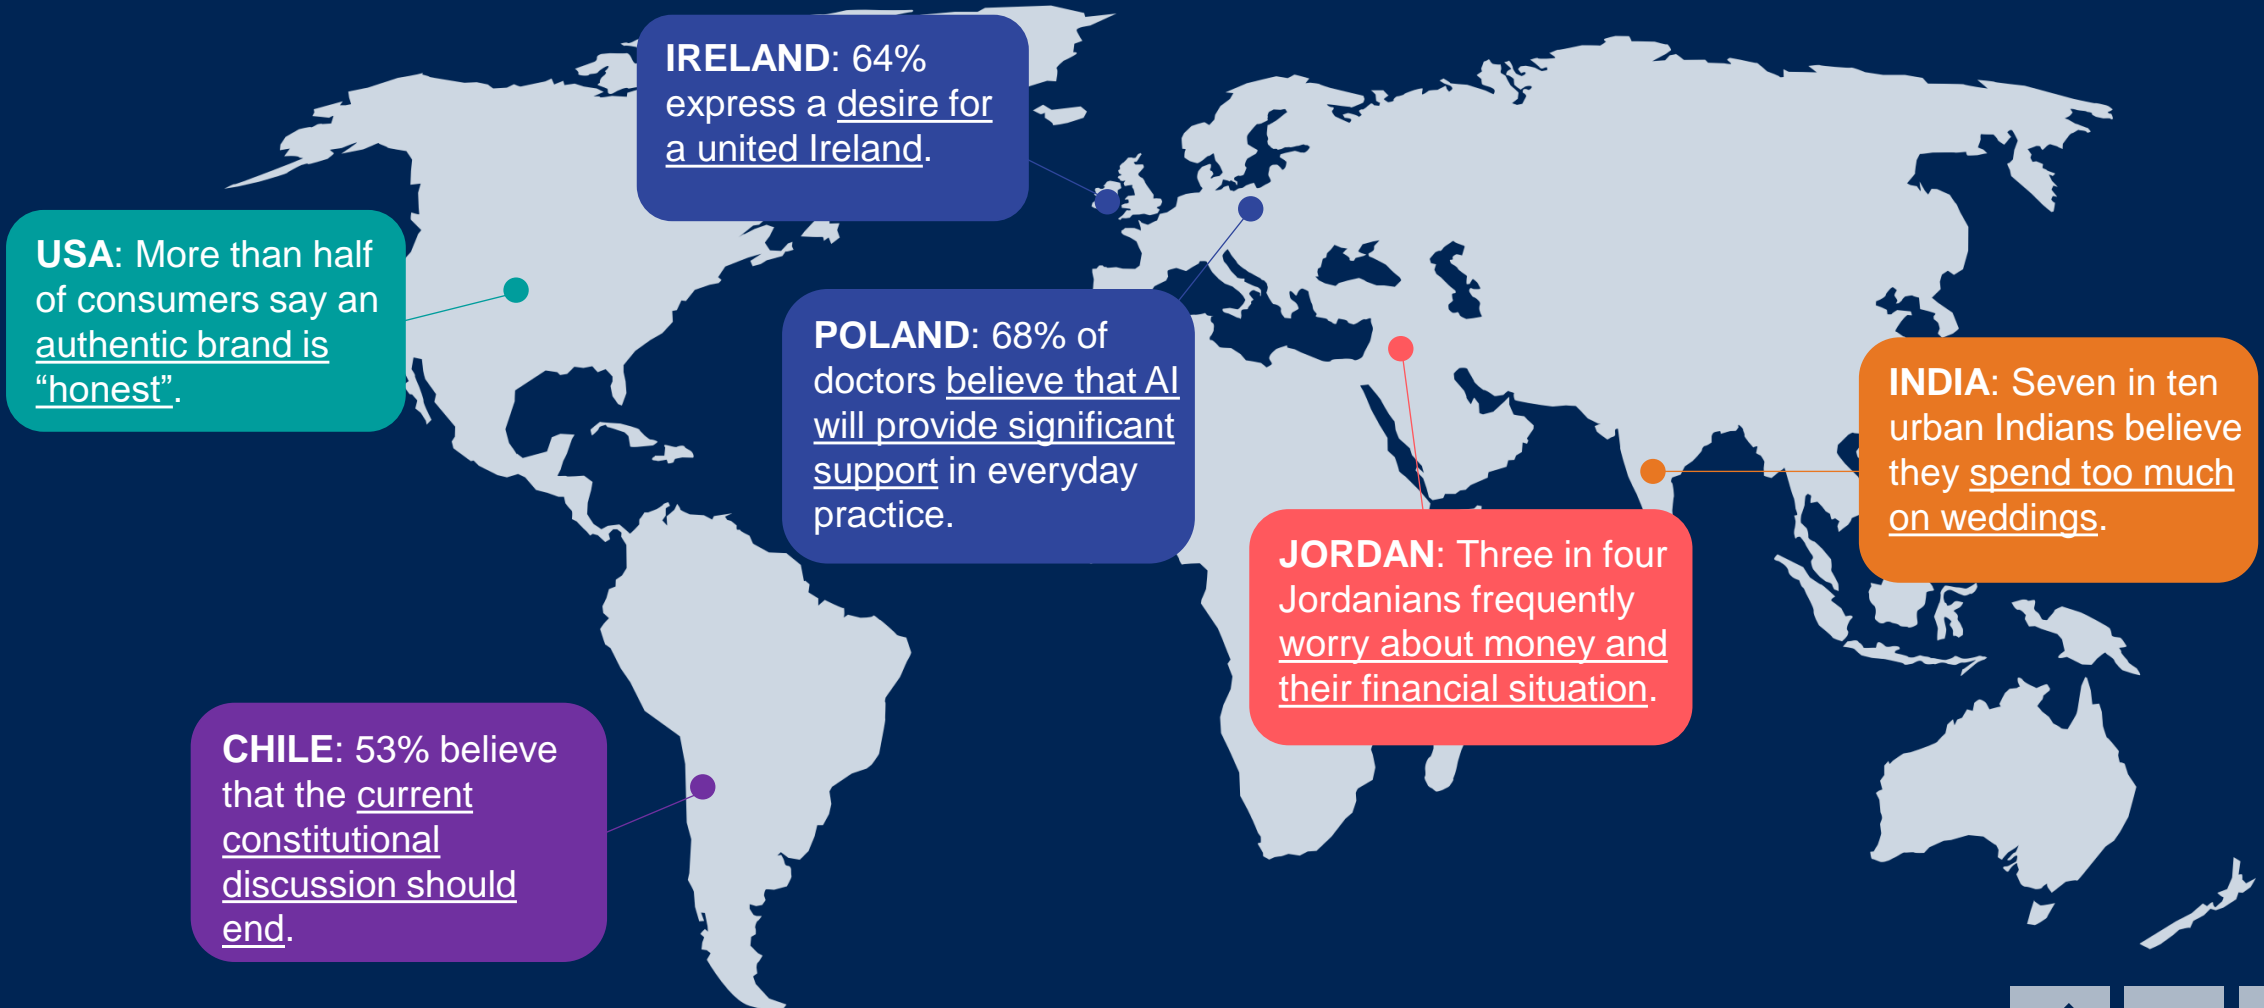 IRELAND: 64%
express a desire for
a united Ireland.
USA: More than half
of consumers say an
authentic brand is
“honest”.
POLAND: 68% of
doctors believe that AI
will provide significant
support in everyday
practice.
INDIA: Seven in ten
urban Indians believe
they spend too much
on weddings.
JORDAN: Three in four
Jordanians frequently
worry about money and
their financial situation.
CHILE: 53% believe
that the current
constitutional
discussion should
end.